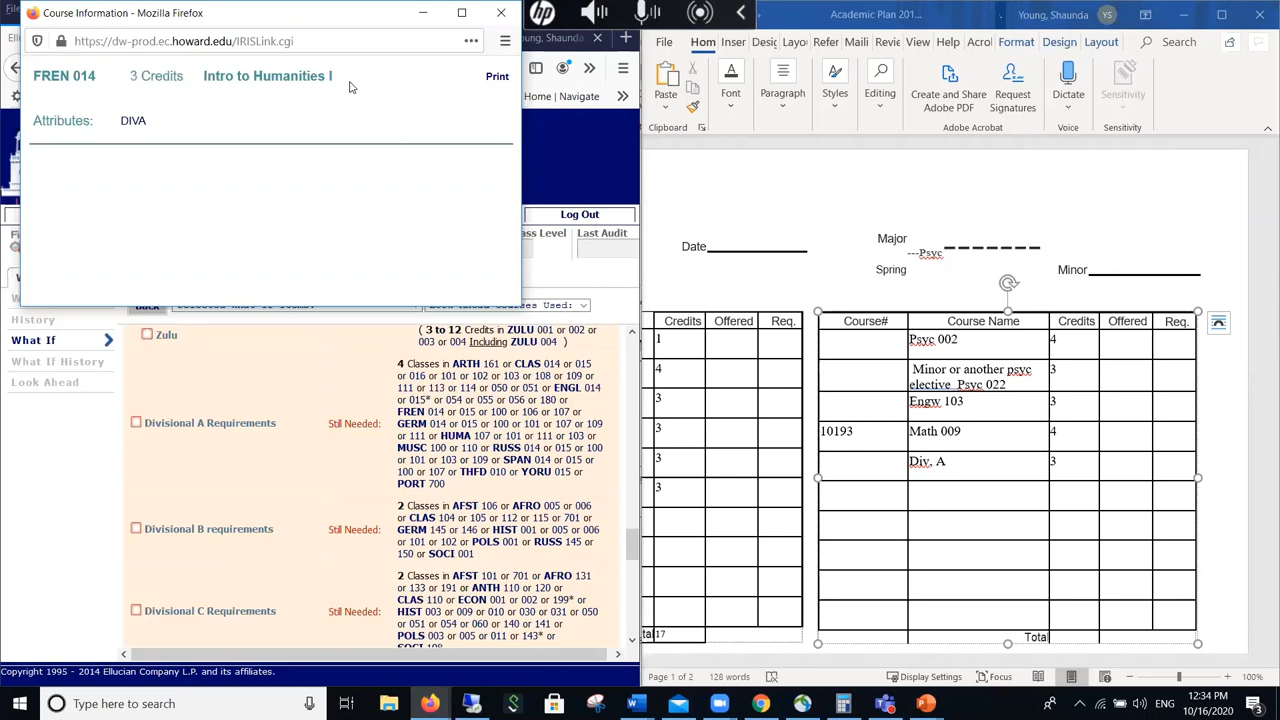 Course Information - Mozilla Firefox
https://dw-prod.ec.howard.edu/IRISLink.cgi
FREN 014 3 Credits Intro to Humanities I Print
Attributes: DIVA
Young, Shaunda
Home | Navigate
Log Out
ass Level Last Audit
Back
History
What If
What If History
Look Ahead
Zulu
( 3 to 12 Credits in ZULU 001 or 002 or
003 or 004 Including ZULU 004 )
Divisional A Requirements Still Needed:
4 Classes in ARTH 161 or CLAS 014 or 015
or 016 or 101 or 102 or 103 or 108 or 109 or
111 or 113 or 114 or 050 or 051 or ENGL 014
or 015* or 054 or 055 or 056 or 180 or
FREN 014 or 015 or 100 or 106 or 107 or
GERM 014 or 015 or 100 or 101 or 107 or 109
or 111 or HUMA 107 or 101 or 111 or 103 or
MUSC 100 or 110 or RUSS 014 or 015 or 100
or 101 or 103 or 109 or SPAN 014 or 015 or
100 or 107 or THFD 010 or YORU 015 or
PORT 700
Divisional B requirements Still Needed:
2 Classes in AFST 106 or AFRO 005 or 006
or CLAS 104 or 105 or 112 or 115 or 701 or
GERM 145 or 146 or HIST 001 or 005 or 006
or 101 or 102 or POLS 001 or RUSS 145 or
150 or SOCI 001
Divisional C Requirements Still Needed:
2 Classes in AFST 101 or 701 or AFRO 131
or 133 or 191 or ANTH 110 or 120 or
CLAS 110 or ECON 001 or 002 or 199* or
HIST 003 or 009 or 010 or 030 or 031 or 050
or 051 or 054 or 060 or 140 or 141 or
POLS 003 or 005 or 011 or 143* or
Copyright 1995 - 2014 Ellucian Company L.P. and its affiliates.
Academic Plan 201... Young, Shaunda YS
File Hom Inser Draw Desig Layou Refer Maili Revie View Help Acrob Format Design Layout Search
Paste Font Paragraph Styles Editing Create and Share Adobe PDF Request Signatures Dictate Sensitivity
Clipboard Adobe Acrobat Voice Sensitivity
Date Major
---Psyc
Spring Minor
Credits Offered Req.
1
4
3
3
3
3
tal 17
Course# Course Name Credits Offered Req.
Psyc 002 4
Minor or another psyc 3
elective Psyc 022
Engw 103 3
10193 Math 009 4
Div, A 3
Total
Page 1 of 2 128 words Display Settings Focus 100%
Type here to search
12:34 PM
10/16/2020